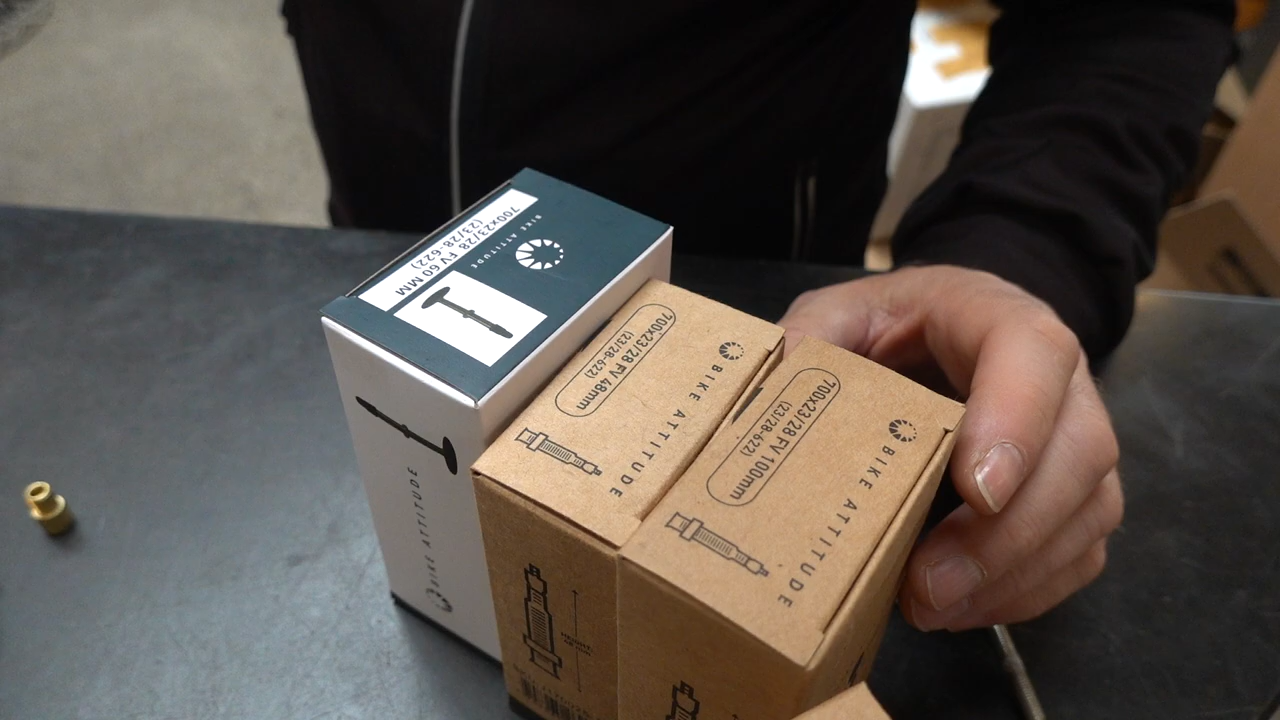 700x23/28 FV 60 MM
(23/28-622)
BIKE ATTITUDE
BIKE ATTITUDE
700x23/28 FV 48mm
(23/28-622)
BIKE ATTITUDE
700x23/28 FV 100mm
(23/28-622)
BIKE ATTITUDE